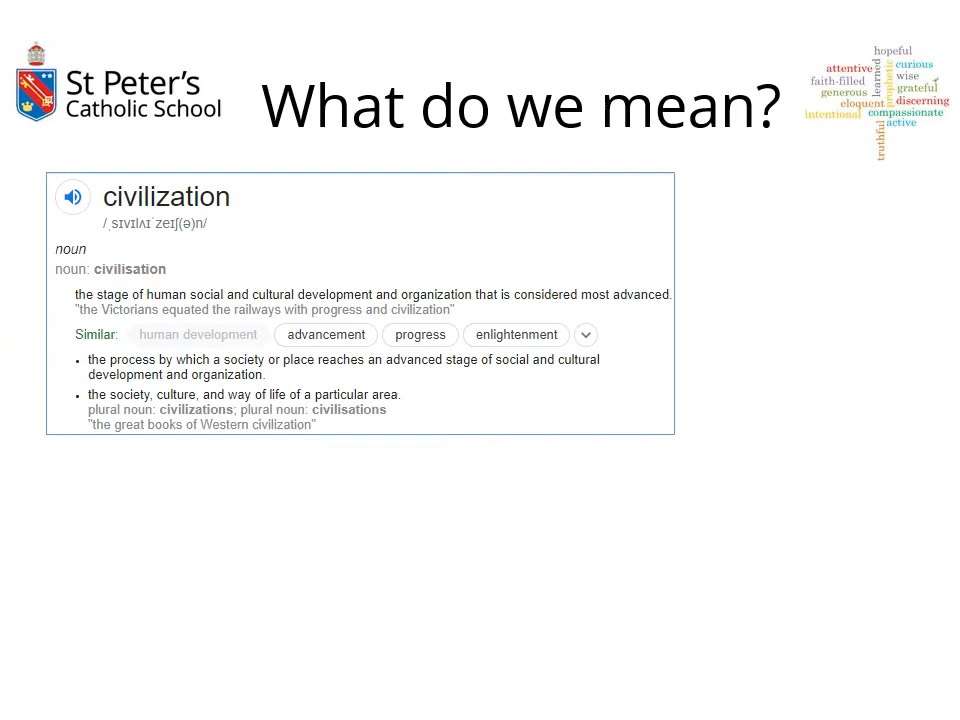 St Peter's
Catholic School
What do we mean?
hopeful
attentive
curious
learned
prophetic
wise
faith-filled
grateful
generous
eloquent
discerning
intentional
compassionate
active
truthful
civilization
/ˌsɪvɪlʌɪˈzeɪʃ(ə)n/
noun
noun: civilisation
the stage of human social and cultural development and organization that is considered most advanced.
"the Victorians equated the railways with progress and civilization"
Similar: human development advancement progress enlightenment
• the process by which a society or place reaches an advanced stage of social and cultural
development and organization.
• the society, culture, and way of life of a particular area.
plural noun: civilizations; plural noun: civilisations
"the great books of Western civilization"